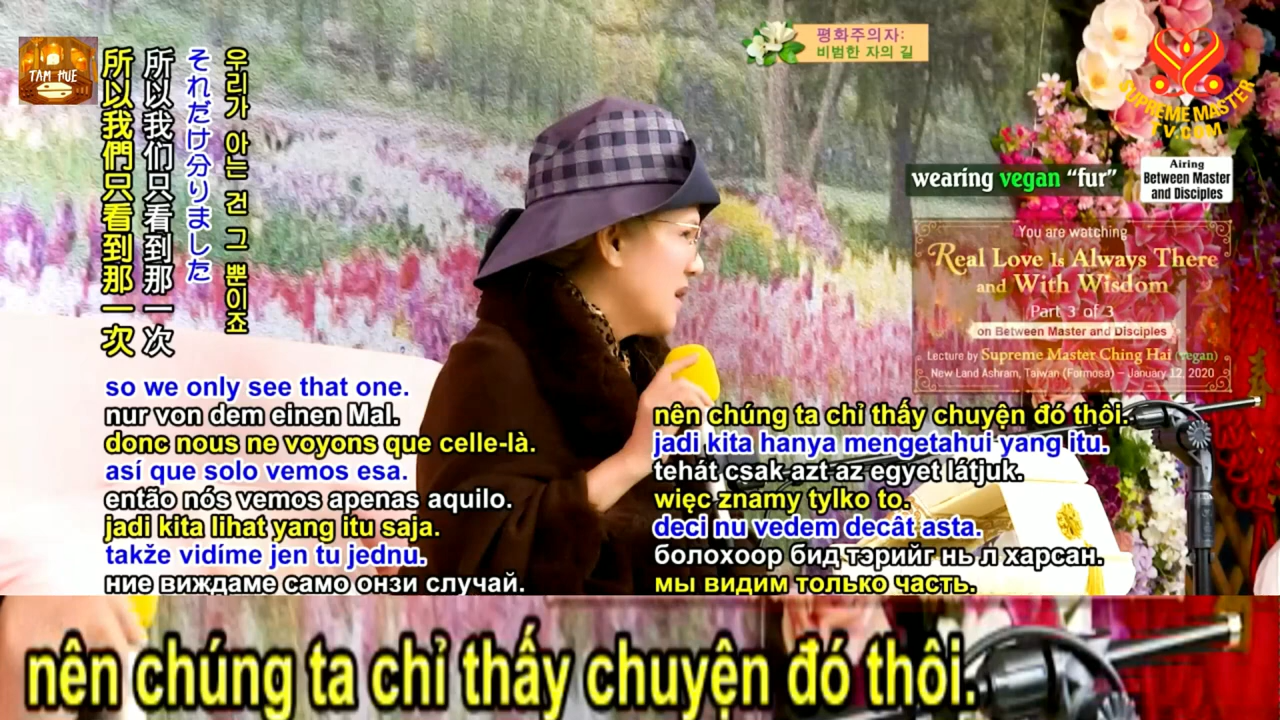 TAM HUE
所以我們只看到那一次
所以我们只看到那一次
それだけ分りました
우리가 아는 건 그 뿐이죠
평화주의자:
비범한 자의 길
SUPREME MASTER
TV.COM
wearing vegan “fur”
Airing
Between Master
and Disciples
You are watching
Real Love Is Always There
and With Wisdom
Part 3 of 3
on Between Master and Disciples
Lecture by Supreme Master Ching Hai (vegan)
New Land Ashram, Taiwan (Formosa) – January 12, 2020
so we only see that one.
nur von dem einen Mal.
donc nous ne voyons que celle-là.
así que solo vemos esa.
então nós vemos apenas aquilo.
jadi kita lihat yang itu saja.
takže vidíme jen tu jednu.
ние виждаме само онзи случай.
nên chúng ta chỉ thấy chuyện đó thôi.
jadi kita hanya mengetahui yang itu.
tehát csak azt az egyet látjuk.
więc znamy tylko to.
deci nu vedem decât asta.
болохоор бид тэрийг нь л харсан.
мы видим только часть.
nên chúng ta chỉ thấy chuyện đó thôi.